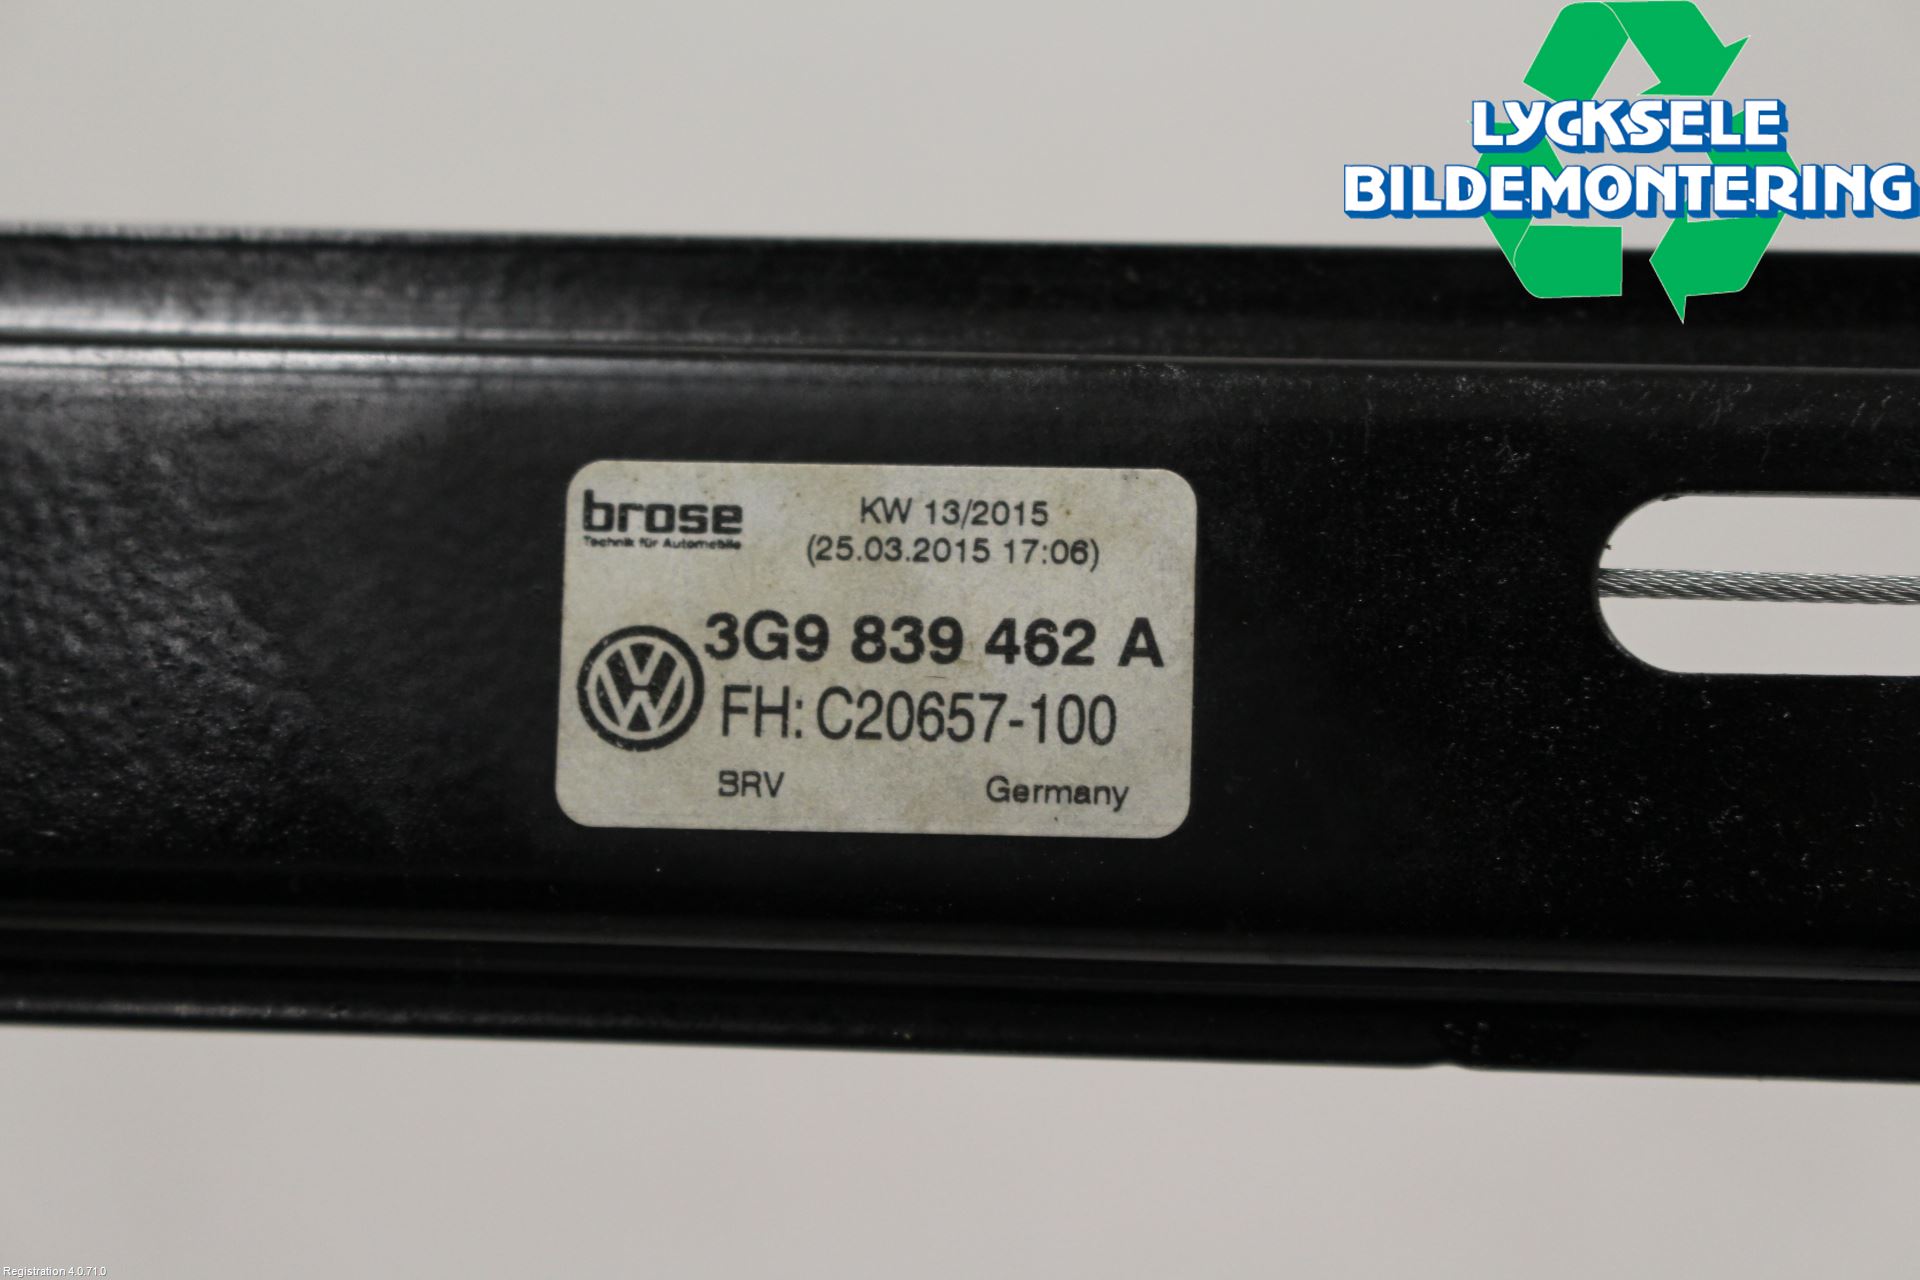 LYCKSELE
BILDEMONTERING
brose
Technik für Automobile
KW 13/2015
(25.03.2015 17:06)
3G9 839 462 A
FH: C20657-100
BRV
Germany
Registration 4.0.71.0